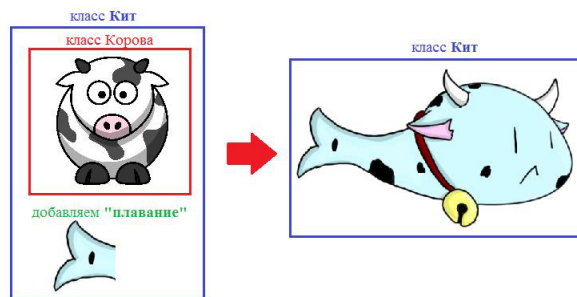 класс Кит
класс Корова
добавляем "плавание"
класс Кит